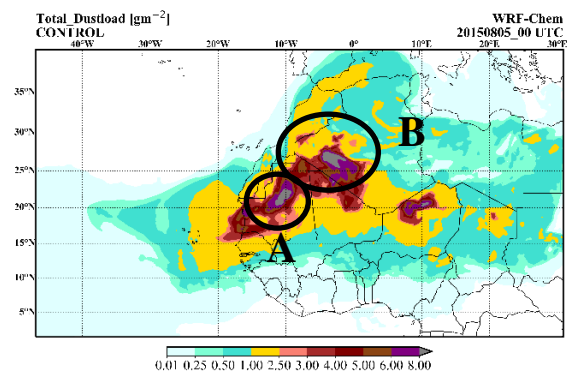 Total_Dustload [gm⁻²] WRF-Chem
CONTROL 20150805_00 UTC
40°W 20°W 10°W 0° 10°E 20°E 30°E
35°N
30°N
B
25°N
20°N
15°N
A
10°N
5°N
0.01 0.25 0.50 1.00 2.50 3.00 4.00 5.00 6.00 8.00